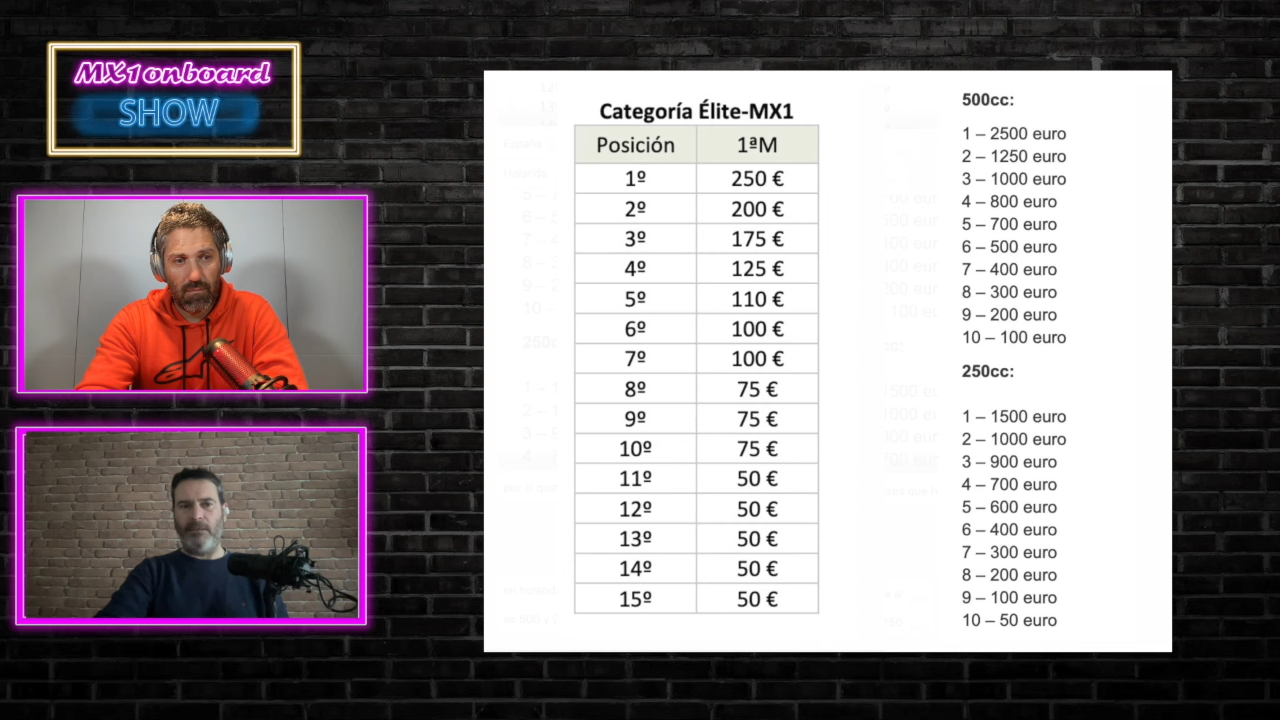 MX1onboard
SHOW
Categoría Élite-MX1
Posición 1ªM
1º 250 €
2º 200 €
3º 175 €
4º 125 €
5º 110 €
6º 100 €
7º 100 €
8º 75 €
9º 75 €
10º 75 €
11º 50 €
12º 50 €
13º 50 €
14º 50 €
15º 50 €
500cc:
1 – 2500 euro
2 – 1250 euro
3 – 1000 euro
4 – 800 euro
5 – 700 euro
6 – 500 euro
7 – 400 euro
8 – 300 euro
9 – 200 euro
10 – 100 euro
250cc:
1 – 1500 euro
2 – 1000 euro
3 – 900 euro
4 – 700 euro
5 – 600 euro
6 – 400 euro
7 – 300 euro
8 – 200 euro
9 – 100 euro
10 – 50 euro